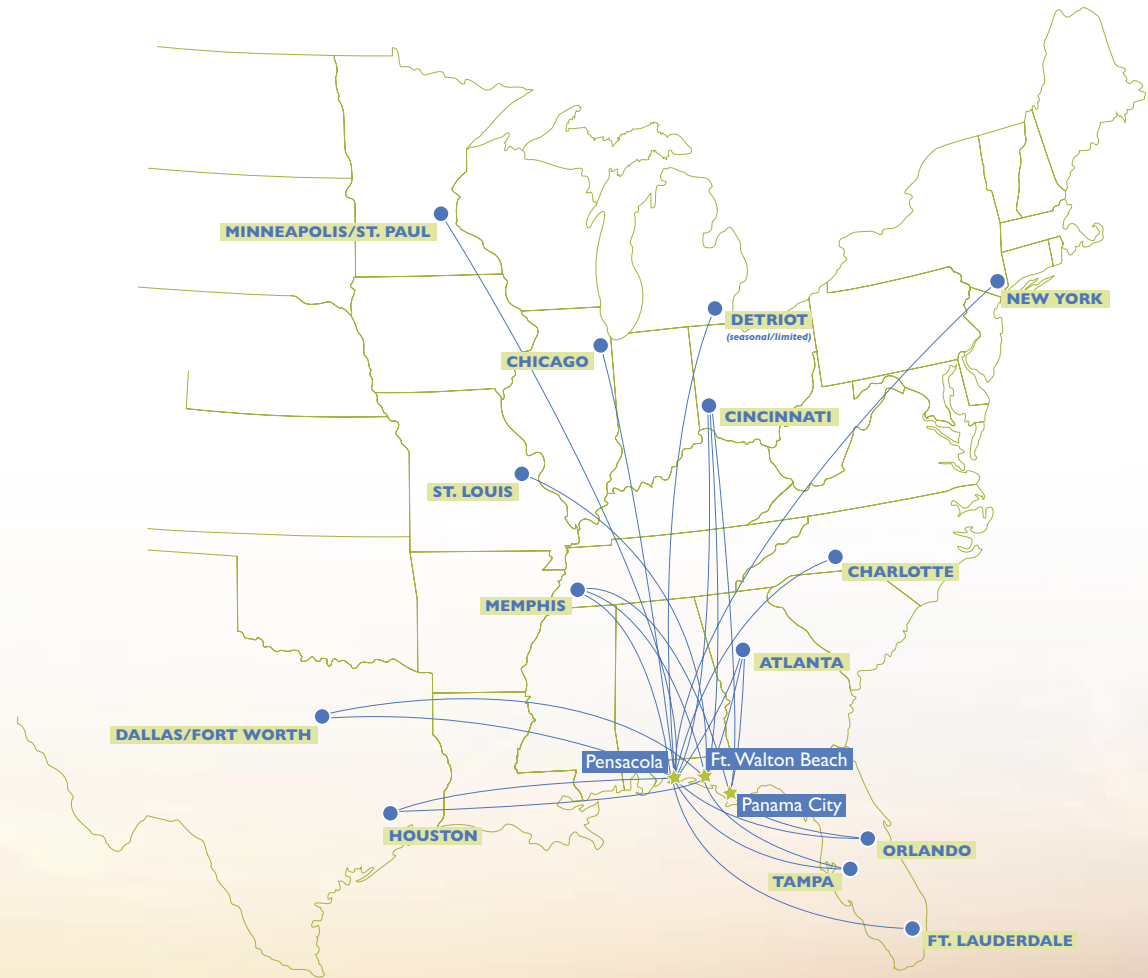 MINNEAPOLIS/ST. PAUL
NEW YORK
DETRIOT
(seasonal/limited)
CHICAGO
CINCINNATI
ST. LOUIS
CHARLOTTE
MEMPHIS
ATLANTA
DALLAS/FORT WORTH
Pensacola
Ft. Walton Beach
Panama City
HOUSTON
ORLANDO
TAMPA
FT. LAUDERDALE